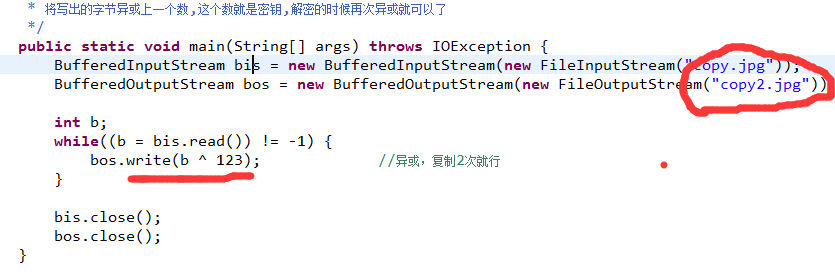 * 将写出的字节异或上一个数,这个数就是密钥,解密的时候再次异或就可以了
*/
public static void main(String[] args) throws IOException {
BufferedInputStream bis = new BufferedInputStream(new FileInputStream("copy.jpg"));
BufferedOutputStream bos = new BufferedOutputStream(new FileOutputStream("copy2.jpg"))
int b;
while((b = bis.read()) != -1) {
bos.write(b ^ 123); //异或，复制2次就行
}
bis.close();
bos.close();
}